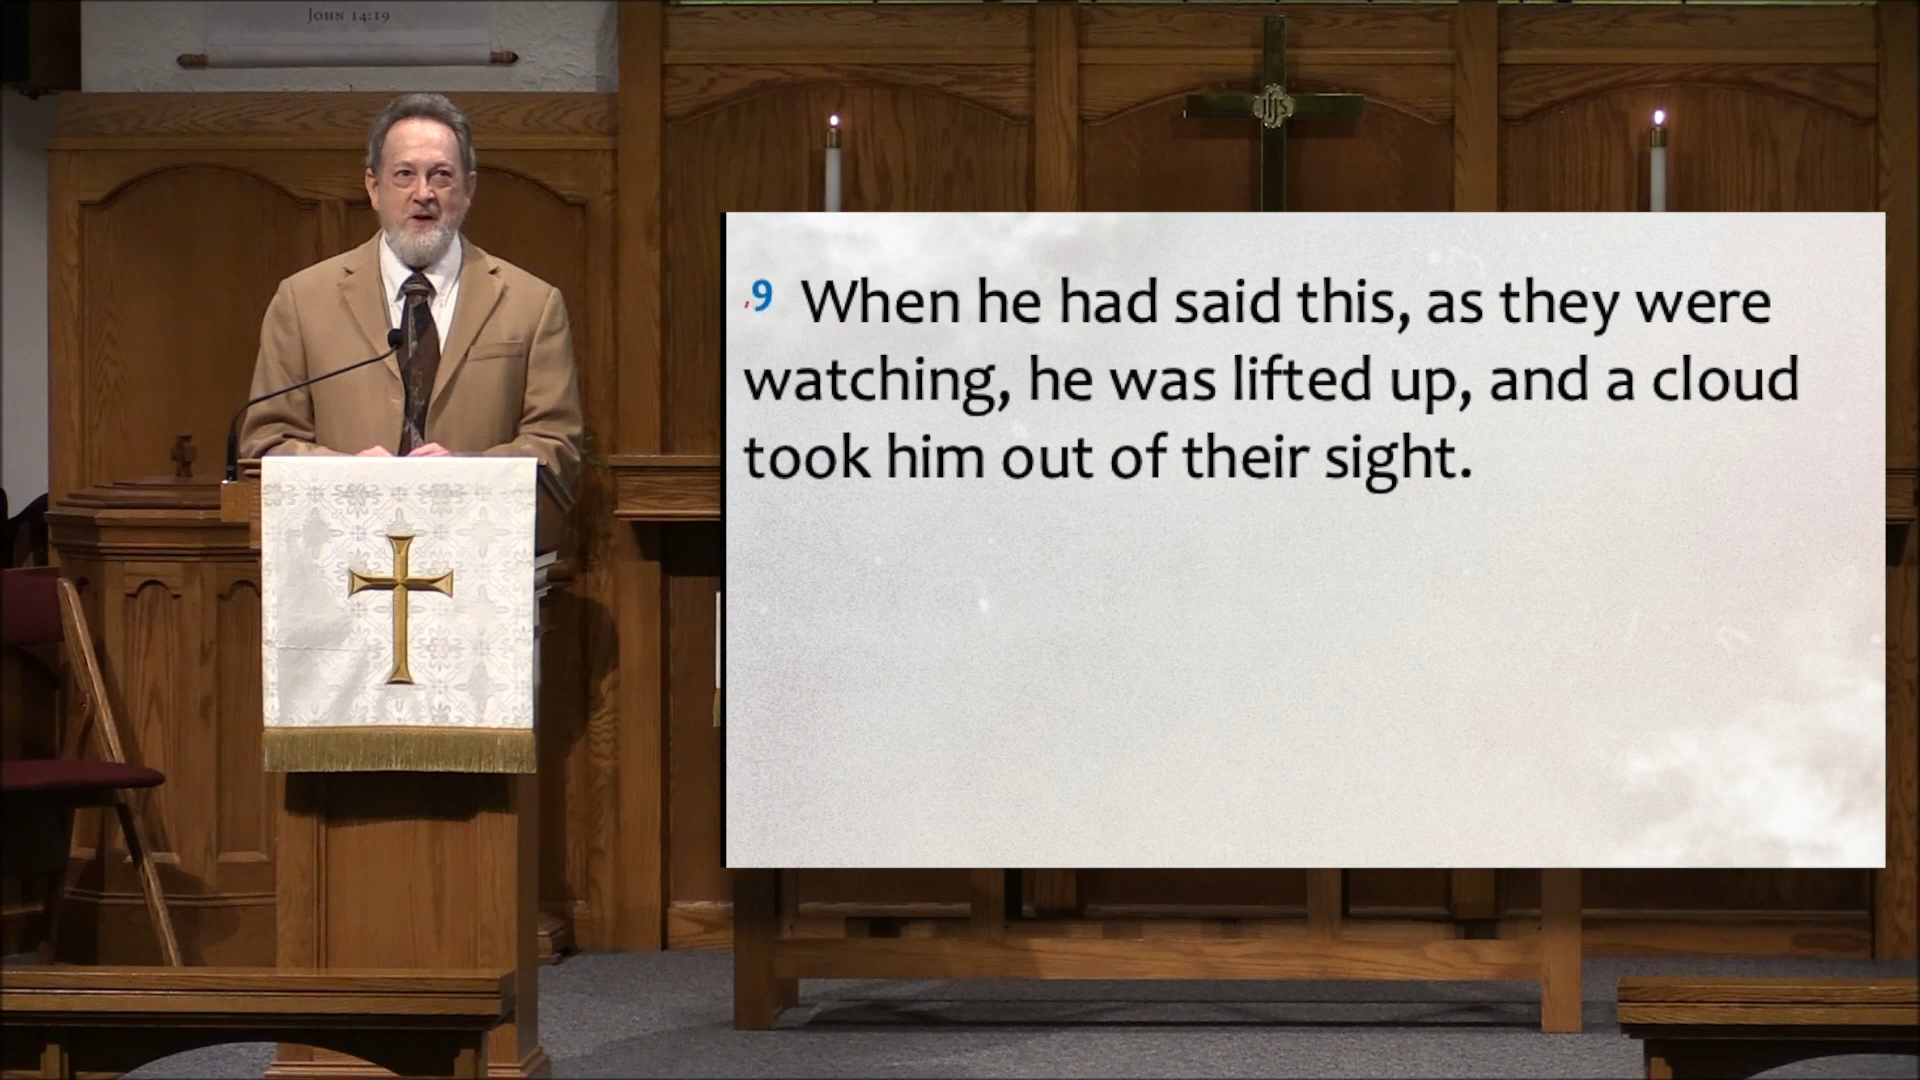 John 14:19
IHS
,9 When he had said this, as they were
watching, he was lifted up, and a cloud
took him out of their sight.